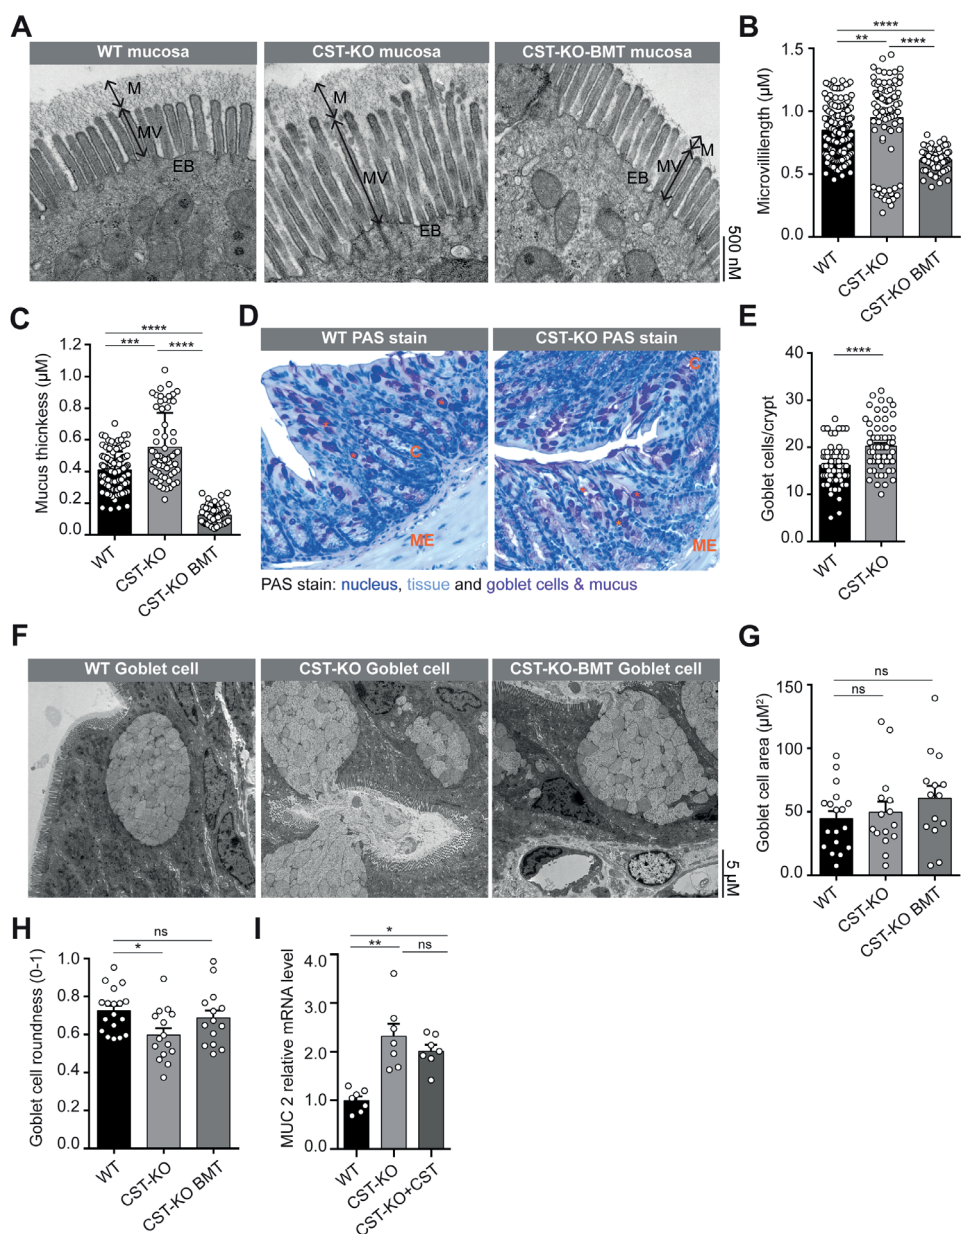 A
WT mucosa
CST-KO mucosa
CST-KO-BMT mucosa
M
MV
EB
M
MV
EB
M
MV
EB
500 nM
B
****
**
****
Microvillilength (μM)
1.5
1.0
0.5
0.0
WT
CST-KO
CST-KO BMT
C
****
***
****
Mucus thicnkess (μM)
1.2
1.0
0.8
0.6
0.4
0.2
0.0
WT
CST-KO
CST-KO BMT
D
WT PAS stain
CST-KO PAS stain
C
ME
C
ME
PAS stain: nucleus, tissue and goblet cells & mucus
E
****
Goblet cells/crypt
40
30
20
10
0
WT
CST-KO
F
WT Goblet cell
CST-KO Goblet cell
CST-KO-BMT Goblet cell
5 μM
G
ns
ns
Goblet cell area (μM²)
150
100
50
0
WT
CST-KO
CST-KO BMT
H
ns
*
Goblet cell roundness (0-1)
1.0
0.8
0.6
0.4
0.2
0.0
WT
CST-KO
CST-KO BMT
I
*
**
ns
MUC 2 relative mRNA level
4.0
3.0
2.0
1.0
0.0
WT
CST-KO
CST-KO+CST